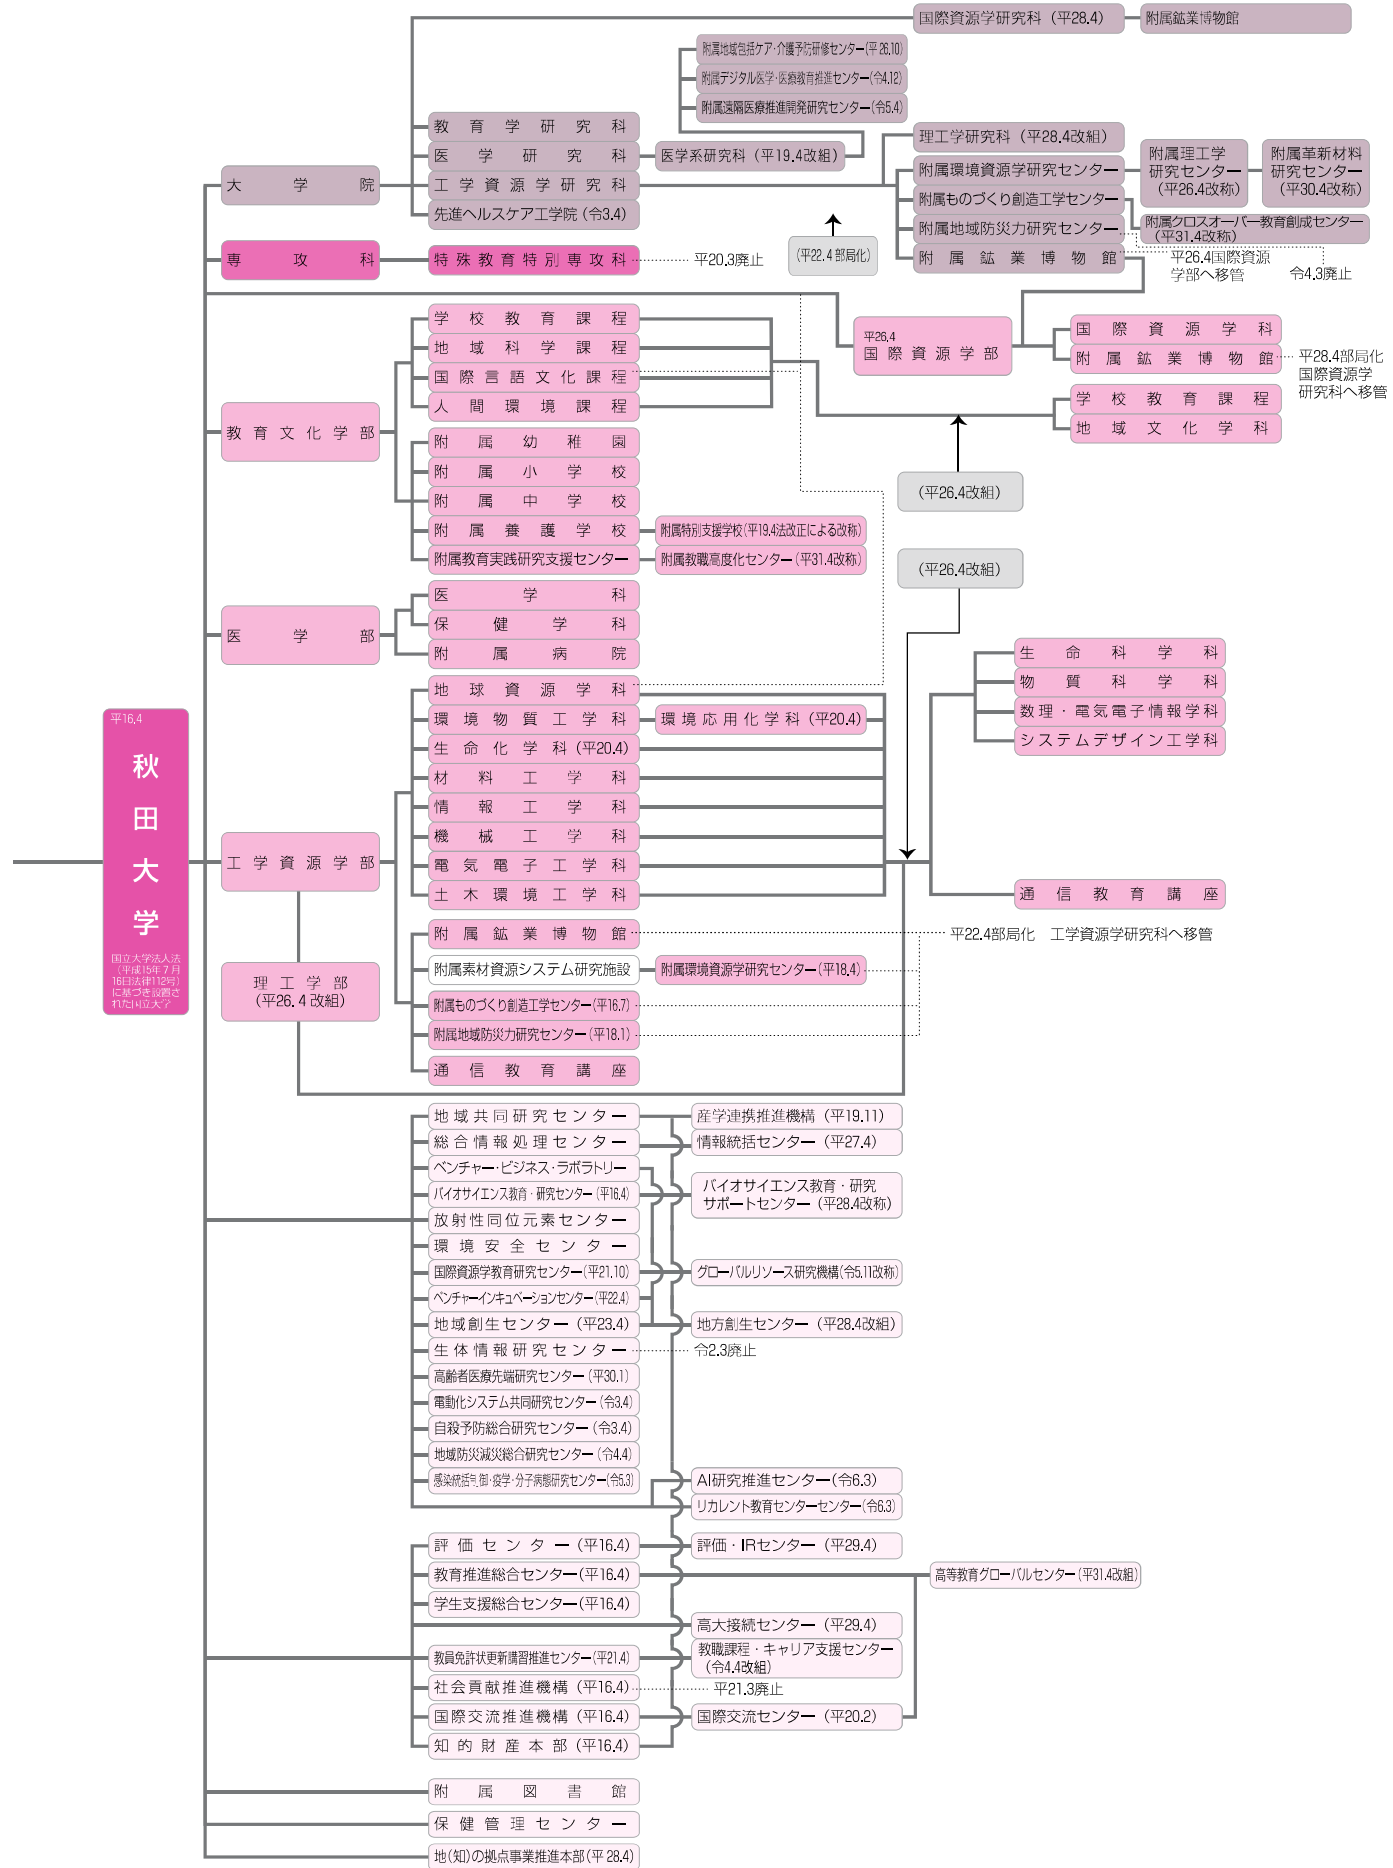 国際資源学研究科（平28.4）
附属鉱業博物館
附属地域包括ケア・介護予防研修センター（平26.10）
附属デジタル医学・医療教育推進センター（令4.12）
附属遠隔医療推進開発研究センター（令5.4）
教育学研究科
医学研究科
医学系研究科（平19.4改組）
工学資源学研究科
先進ヘルスケア工学院（令3.4）
大学院
理工学研究科（平28.4改組）
附属環境資源学研究センター
附属ものづくり創造工学センター
附属地域防災力研究センター
附属鉱業博物館
附属理工学
研究センター
（平26.4改称）
附属革新材料
研究センター
（平30.4改称）
附属クロスオーバー教育創成センター
（平31.4改称）
（平22.4部局化）
平26.4国際資源
学部へ移管
令4.3廃止
専攻科
特殊教育特別専攻科
平20.3廃止
学校教育課程
地域科学課程
国際言語文化課程
人間環境課程
平26.4
国際資源学部
国際資源学科
附属鉱業博物館
平28.4部局化
国際資源学
研究科へ移管
学校教育課程
地域文化学科
教育文化学部
附属幼稚園
附属小学校
附属中学校
附属養護学校
附属特別支援学校（平19.4法改正による改称）
附属教育実践研究支援センター
附属教職高度化センター（平31.4改称）
（平26.4改組）
（平26.4改組）
医学部
医学科
保健学科
附属病院
地球資源学科
環境物質工学科
環境応用化学科（平20.4）
生命化学科（平20.4）
材料工学科
情報工学科
機械工学科
電気電子工学科
土木環境工学科
生命科学科
物質科学科
数理・電気電子情報学科
システムデザイン工学科
通信教育講座
平16.4
秋田大学
国立大学法人法
（平成15年7月
16日法律112号）
に基づき設置さ
れた国立大学
工学資源学部
理工学部
（平26.4改組）
附属鉱業博物館
平22.4部局化　工学資源学研究科へ移管
附属素材資源システム研究施設
附属環境資源学研究センター（平18.4）
附属ものづくり創造工学センター（平16.7）
附属地域防災力研究センター（平18.1）
通信教育講座
地域共同研究センター
産学連携推進機構（平19.11）
総合情報処理センター
情報統括センター（平27.4）
ベンチャー・ビジネス・ラボラトリー
バイオサイエンス教育・研究センター（平16.4）
バイオサイエンス教育・研究
サポートセンター（平28.4改称）
放射性同位元素センター
環境安全センター
国際資源学教育研究センター（平21.10）
グローバルリソース研究機構（令5.11改称）
ベンチャーインキュベーションセンター（平22.4）
地域創生センター（平23.4）
地方創生センター（平28.4改組）
生体情報研究センター
令2.3廃止
高齢者医療先端研究センター（平30.1）
電動化システム共同研究センター（令3.4）
自殺予防総合研究センター（令3.4）
地域防災減災総合研究センター（令4.4）
感染統括制御・疫学・分子病態研究センター（令5.3）
AI研究推進センター（令6.3）
リカレント教育センターセンター（令6.3）
評価センター（平16.4）
評価・IRセンター（平29.4）
教育推進総合センター（平16.4）
高等教育グローバルセンター（平31.4改組）
学生支援総合センター（平16.4）
高大接続センター（平29.4）
教員免許状更新講習推進センター（平21.4）
教職課程・キャリア支援センター
（令4.4改組）
社会貢献推進機構（平16.4）
平21.3廃止
国際交流推進機構（平16.4）
国際交流センター（平20.2）
知的財産本部（平16.4）
附属図書館
保健管理センター
地（知）の拠点事業推進本部（平28.4）